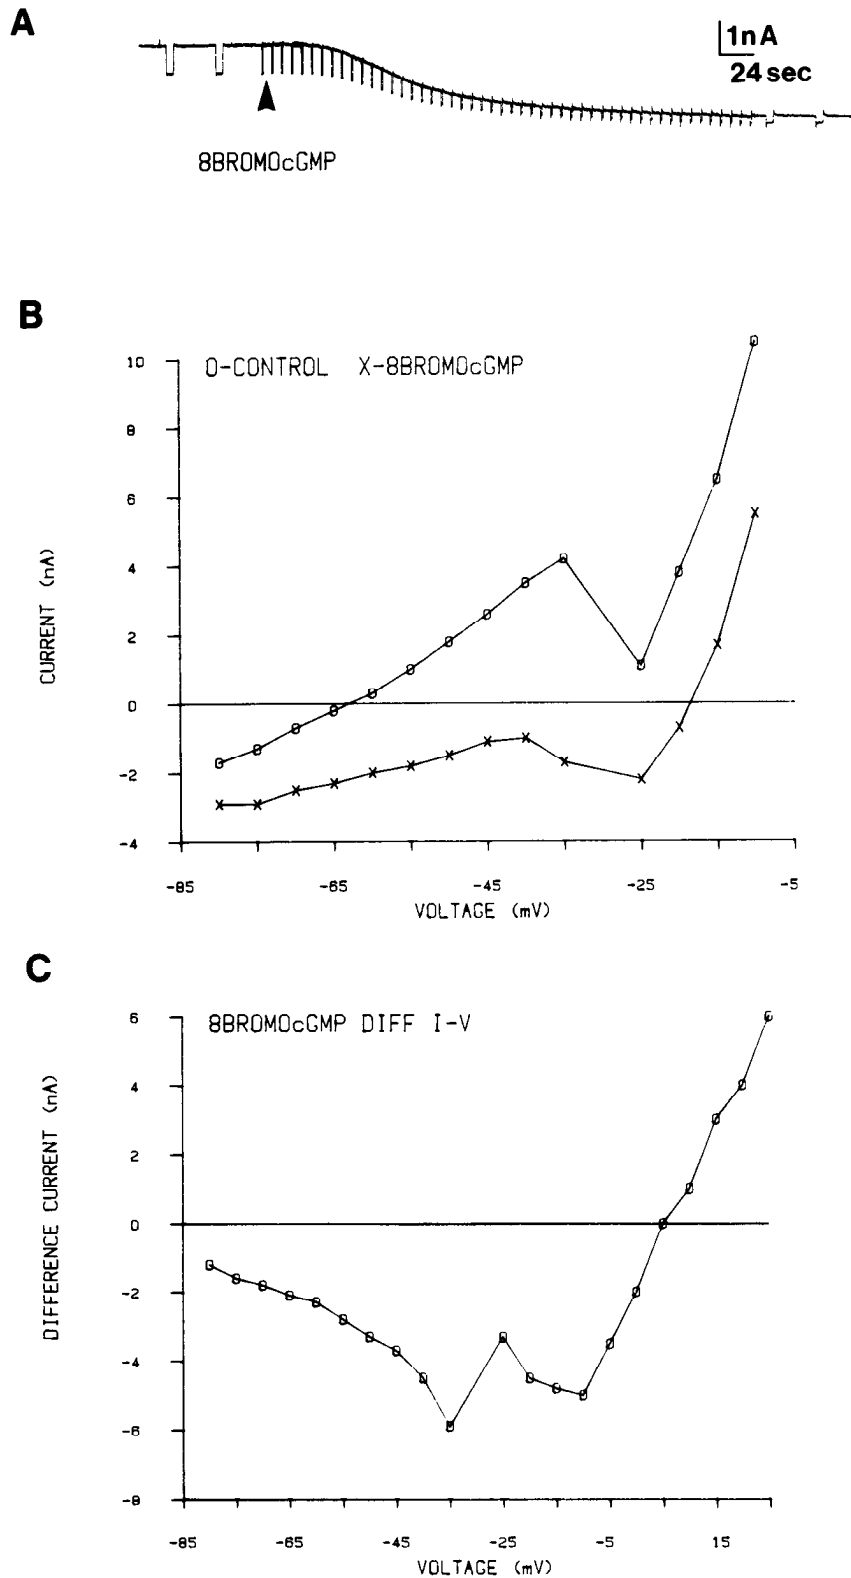 A
1nA
24 sec
8BROMOcGMP
B
O-CONTROL X-8BROMOcGMP
10
8
6
4
2
0
-2
-4
CURRENT (nA)
-85 -65 -45 -25 -5
VOLTAGE (mV)
C
8BROMOcGMP DIFF I-V
6
4
2
0
-2
-4
-6
-8
DIFFERENCE CURRENT (nA)
-85 -65 -45 -25 -5 15
VOLTAGE (mV)